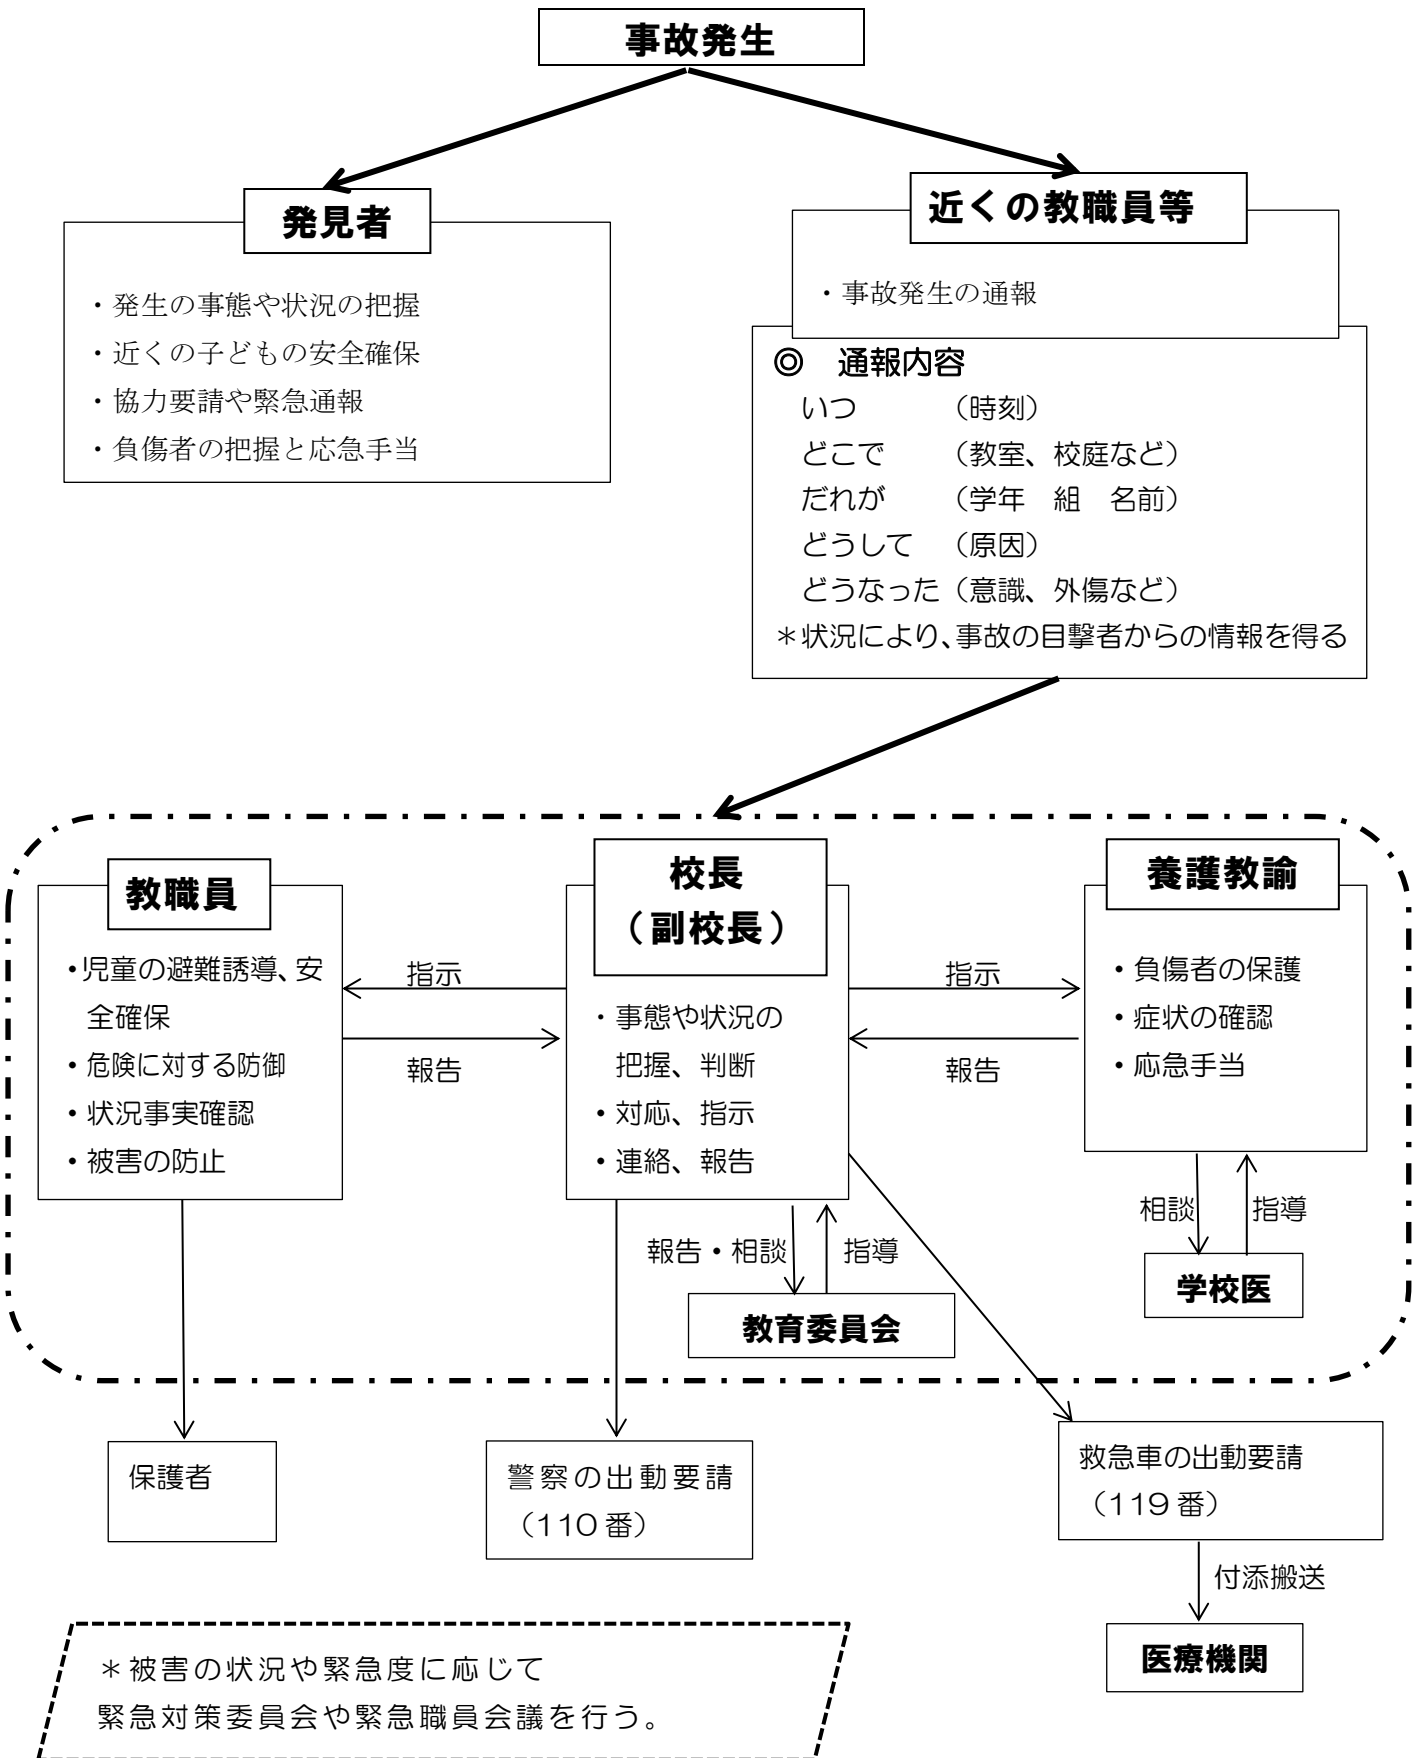 事故発生
発見者
・発生の事態や状況の把握
・近くの子どもの安全確保
・協力要請や緊急通報
・負傷者の把握と応急手当
近くの教職員等
・事故発生の通報
◎　通報内容
いつ　　　（時刻）
どこで　　（教室、校庭など）
だれが　　（学年　組　名前）
どうして　（原因）
どうなった（意識、外傷など）
＊状況により、事故の目撃者からの情報を得る
教職員
・児童の避難誘導、安
全確保
・危険に対する防御
・状況事実確認
・被害の防止
指示
報告
校長
（副校長）
・事態や状況の
把握、判断
・対応、指示
・連絡、報告
指示
報告
養護教諭
・負傷者の保護
・症状の確認
・応急手当
報告・相談
指導
教育委員会
相談
指導
学校医
保護者
警察の出動要請
（110番）
救急車の出動要請
（119番）
付添搬送
医療機関
＊被害の状況や緊急度に応じて
緊急対策委員会や緊急職員会議を行う。